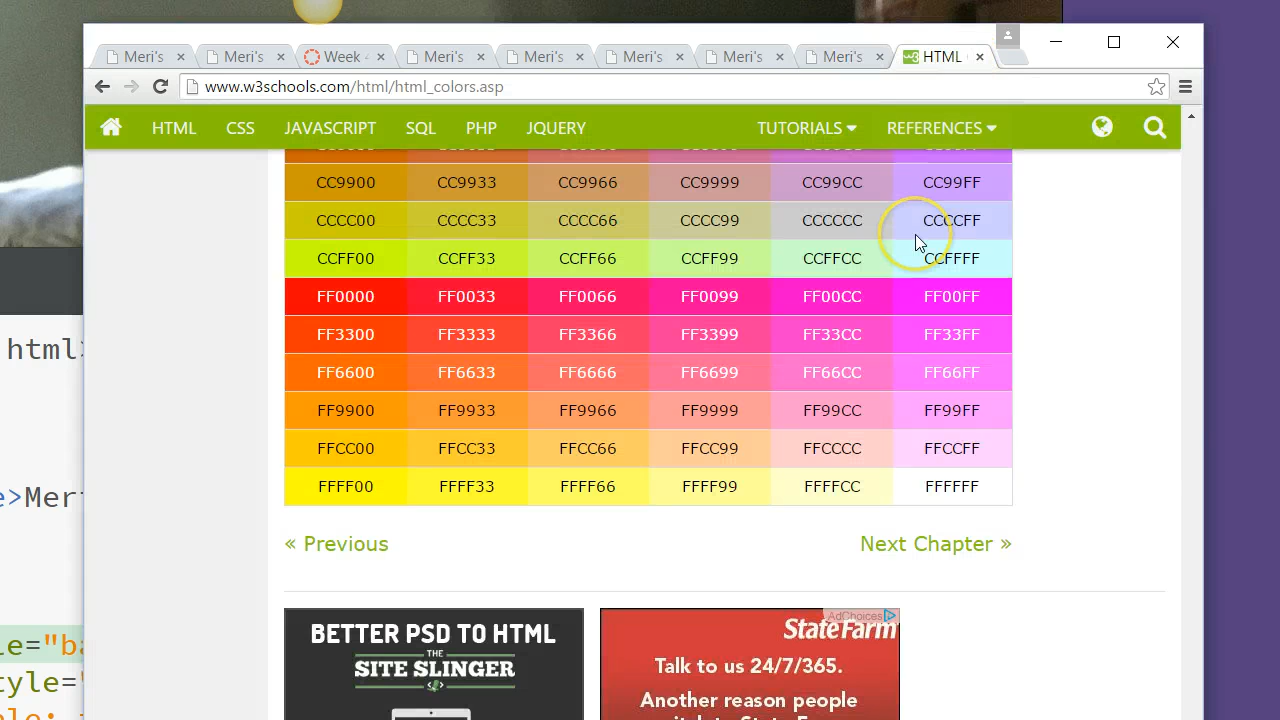 Meri's Meri's Week 4 Meri's Meri's Meri's Meri's Meri's HTML
www.w3schools.com/html/html_colors.asp
HTML CSS JAVASCRIPT SQL PHP JQUERY TUTORIALS REFERENCES
CC9900 CC9933 CC9966 CC9999 CC99CC CC99FF
CCCC00 CCCC33 CCCC66 CCCC99 CCCCCC CCCCFF
CCFF00 CCFF33 CCFF66 CCFF99 CCFFCC CCFFFF
FF0000 FF0033 FF0066 FF0099 FF00CC FF00FF
FF3300 FF3333 FF3366 FF3399 FF33CC FF33FF
FF6600 FF6633 FF6666 FF6699 FF66CC FF66FF
FF9900 FF9933 FF9966 FF9999 FF99CC FF99FF
FFCC00 FFCC33 FFCC66 FFCC99 FFCCCC FFCCFF
FFFF00 FFFF33 FFFF66 FFFF99 FFFFCC FFFFFF
« Previous Next Chapter »
BETTER PSD TO HTML
THE
SITE SLINGER
AdChoices
StateFarm
Talk to us 24/7/365.
Another reason people
html>
e>Mer
le="ba
tyle="